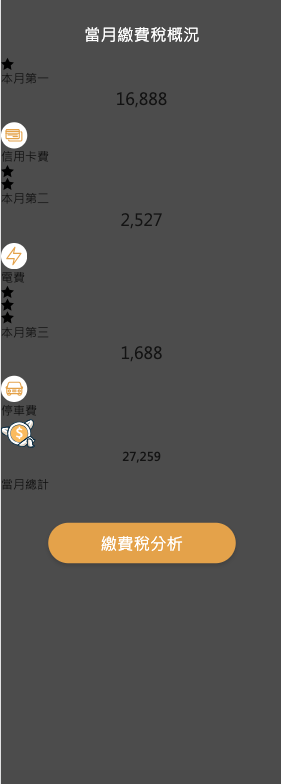 當月繳費稅概況
本月第一
16,888
信用卡費
本月第二
2,527
電費
本月第三
1,688
停車費
27,259
當月總計
繳費稅分析